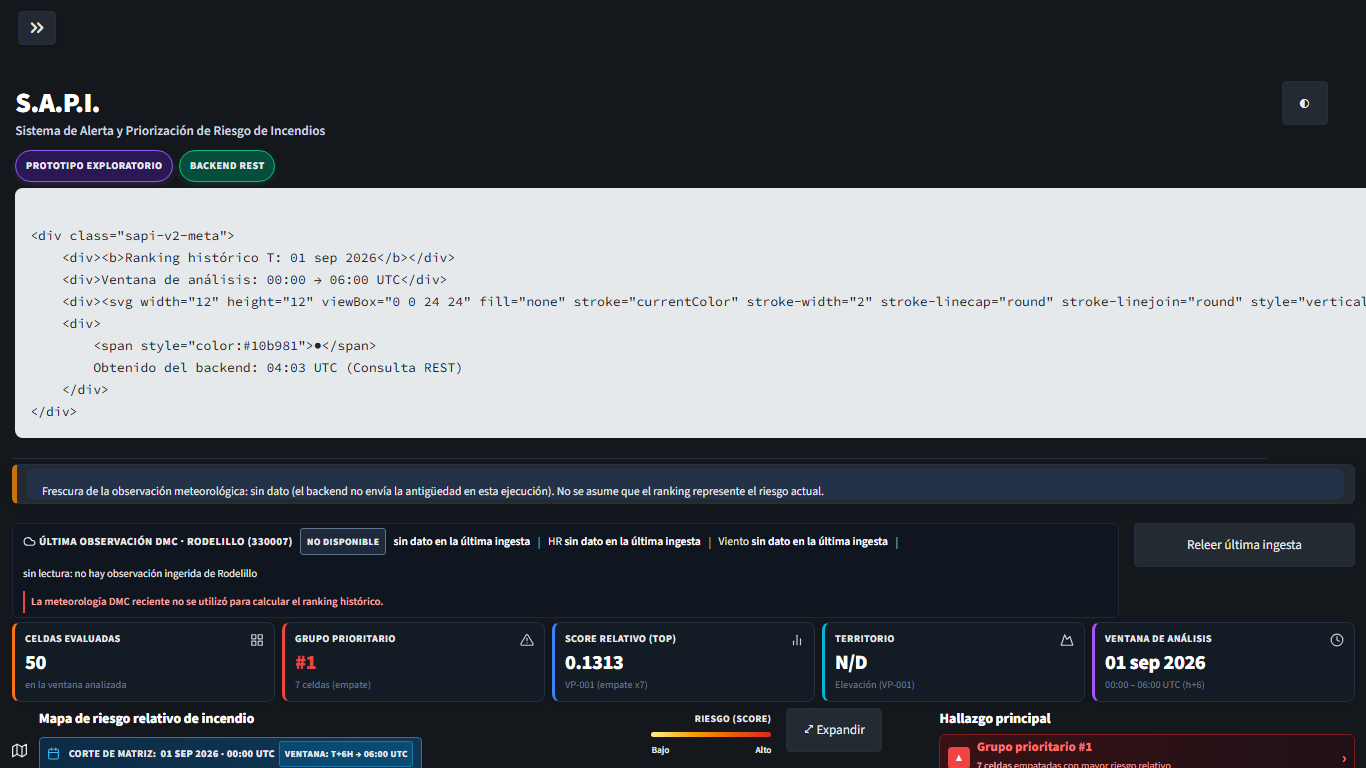 S.A.P.I.
Sistema de Alerta y Priorización de Riesgo de Incendios
PROTOTIPO EXPLORATORIO
BACKEND REST
<div class="sapi-v2-meta">
<div><b>Ranking histórico T: 01 sep 2026</b></div>
<div>Ventana de análisis: 00:00 → 06:00 UTC</div>
<div><svg width="12" height="12" viewBox="0 0 24 24" fill="none" stroke="currentColor" stroke-width="2" stroke-linecap="round" stroke-linejoin="round" style="vertical
<div>
<span style="color:#10b981">●</span>
Obtenido del backend: 04:03 UTC (Consulta REST)
</div>
</div>
Frescura de la observación meteorológica: sin dato (el backend no envía la antigüedad en esta ejecución). No se asume que el ranking represente el riesgo actual.
ÚLTIMA OBSERVACIÓN DMC · RODELILLO (330007) NO DISPONIBLE sin dato en la última ingesta | HR sin dato en la última ingesta | Viento sin dato en la última ingesta |
Releer última ingesta
sin lectura: no hay observación ingerida de Rodelillo
La meteorología DMC reciente no se utilizó para calcular el ranking histórico.
CELDAS EVALUADAS
50
en la ventana analizada
GRUPO PRIORITARIO
#1
7 celdas (empate)
SCORE RELATIVO (TOP)
0.1313
VP-001 (empate x7)
TERRITORIO
N/D
Elevación (VP-001)
VENTANA DE ANÁLISIS
01 sep 2026
00:00 – 06:00 UTC (h+6)
Mapa de riesgo relativo de incendio
RIESGO (SCORE)
Bajo Alto
Expandir
CORTE DE MATRIZ: 01 SEP 2026 · 00:00 UTC VENTANA: T+6H → 06:00 UTC
Hallazgo principal
Grupo prioritario #1
7 celdas empatadas con mayor riesgo relativo